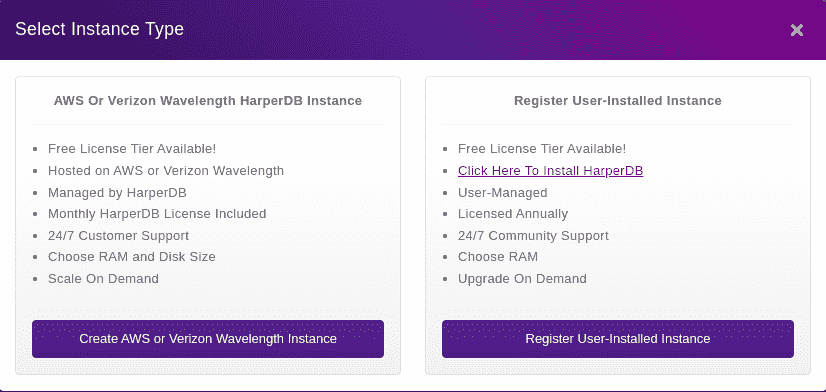 Select Instance Type
AWS Or Verizon Wavelength HarperDB Instance
Free License Tier Available!
Hosted on AWS or Verizon Wavelength
Managed by HarperDB
Monthly HarperDB License Included
24/7 Customer Support
Choose RAM and Disk Size
Scale On Demand
Create AWS or Verizon Wavelength Instance
Register User-Installed Instance
Free License Tier Available!
Click Here To Install HarperDB
User-Managed
Licensed Annually
24/7 Community Support
Choose RAM
Upgrade On Demand
Register User-Installed Instance